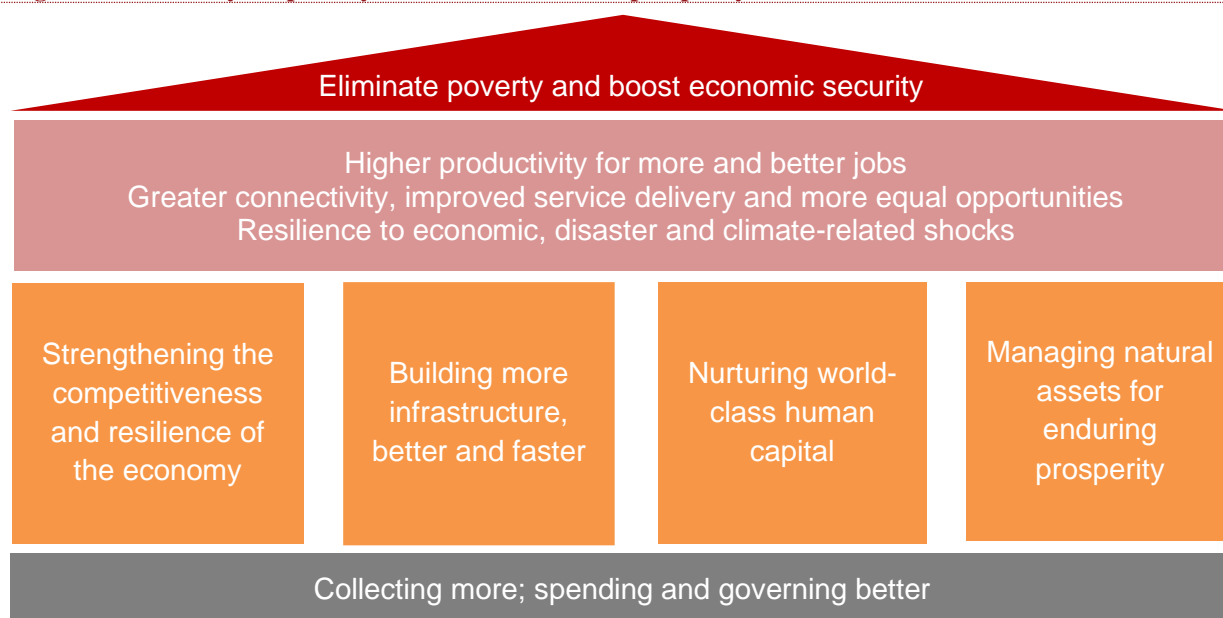 Eliminate poverty and boost economic security
Higher productivity for more and better jobs
Greater connectivity, improved service delivery and more equal opportunities
Resilience to economic, disaster and climate-related shocks
Strengthening the
competitiveness
and resilience of
the economy
Building more
infrastructure,
better and faster
Nurturing world-
class human
capital
Managing natural
assets for
enduring
prosperity
Collecting more; spending and governing better